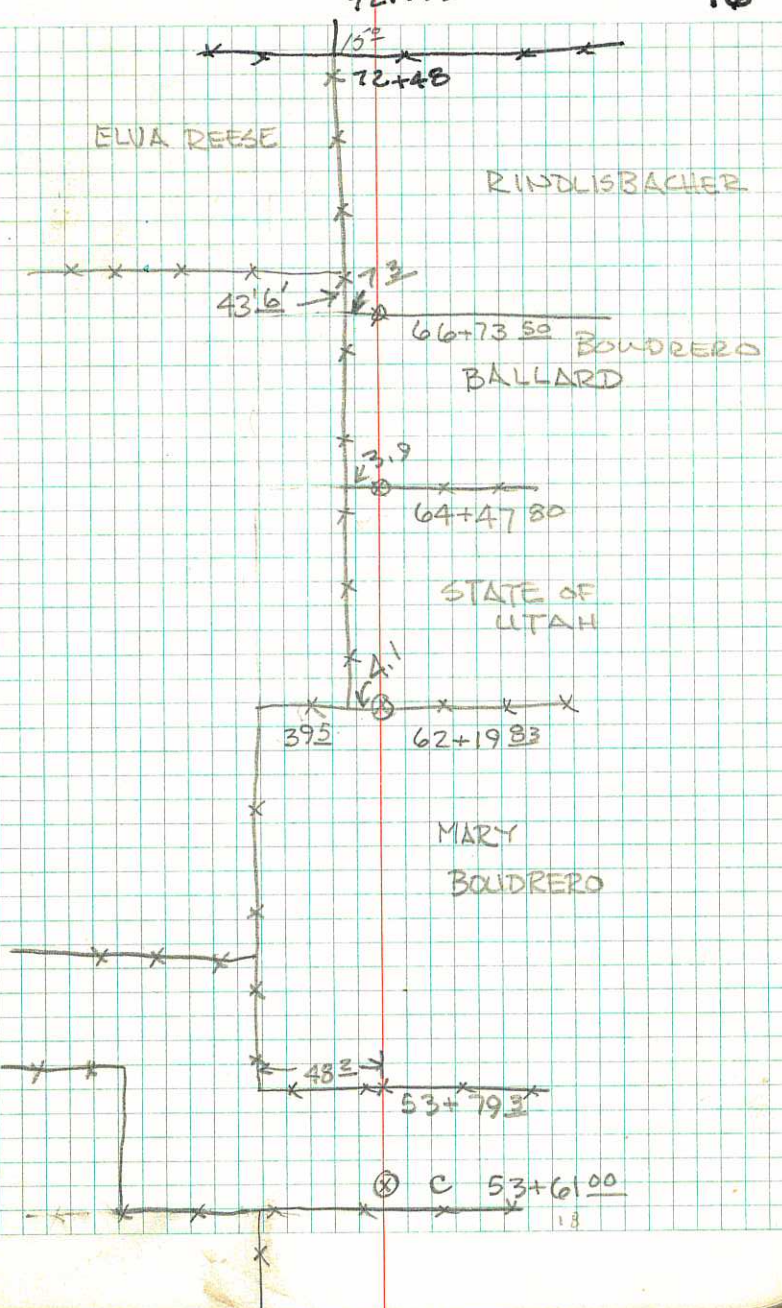 15º
72+48
ELVA REESE
RINDLISBACHER
7 3
43'6'
66+73 50
BOUDRERO
BALLARD
3.9
64+47 80
STATE OF
UTAH
4.1
39 5
62+19 83
MARY
BOUDRERO
48 2
53+79 3
C 53+61 00
18